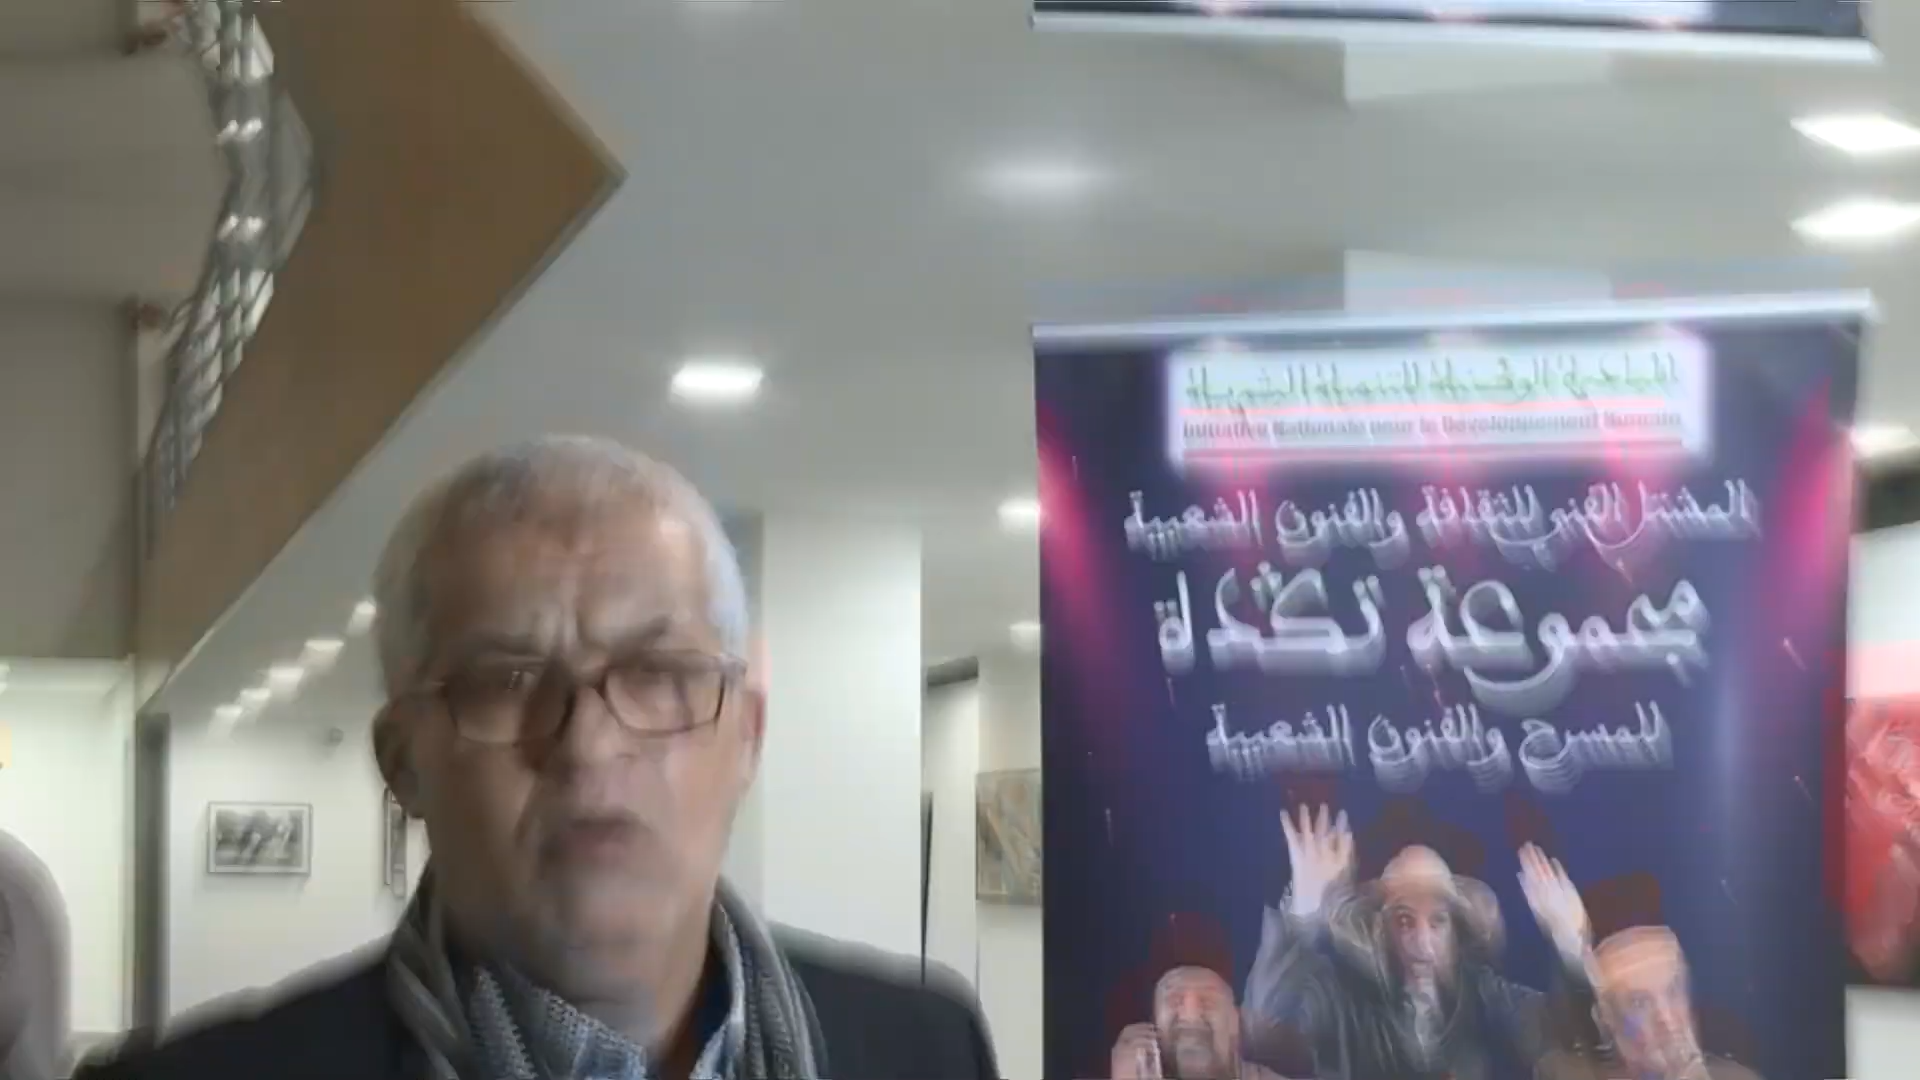 المبادرة الوطنية للتنمية البشرية
Initiative Nationale pour le Développement Humain
المشتل الفني للثقافة والفنون الشعبية
مجموعة تكدة
للمسرح والفنون الشعبية